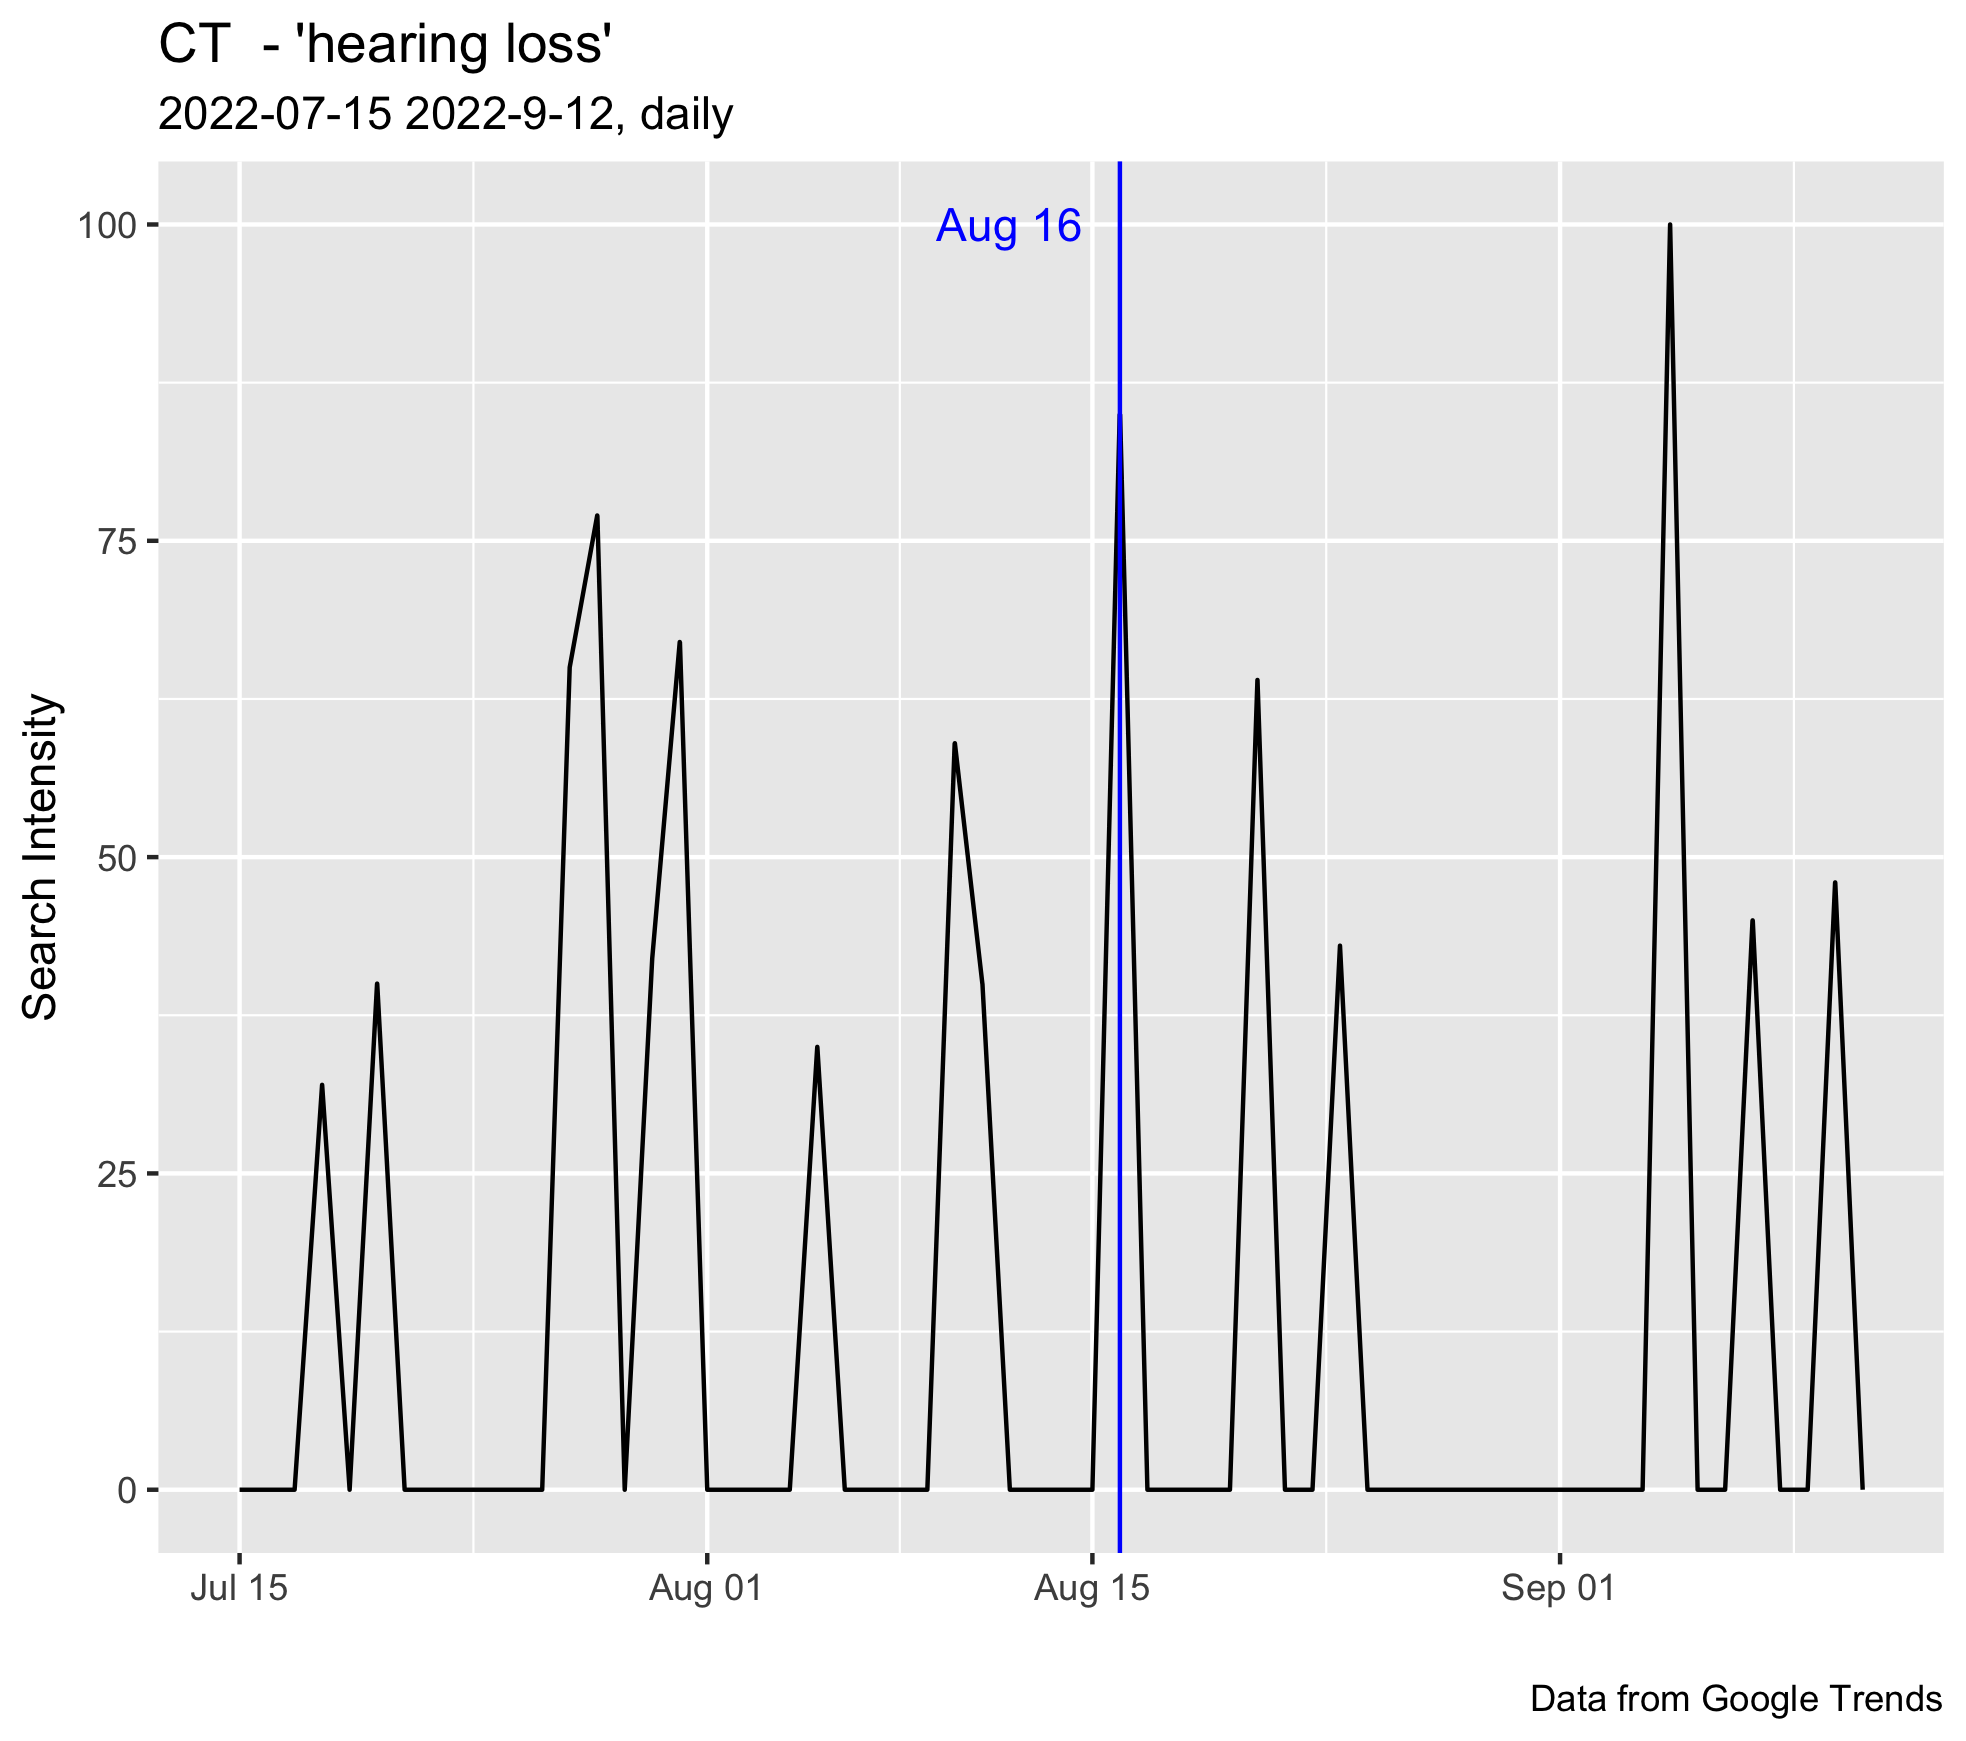 CT  - 'hearing loss'
2022-07-15 2022-9-12, daily
Aug 16
100
75
50
25
0
Search Intensity
Jul 15
Aug 01
Aug 15
Sep 01
Data from Google Trends